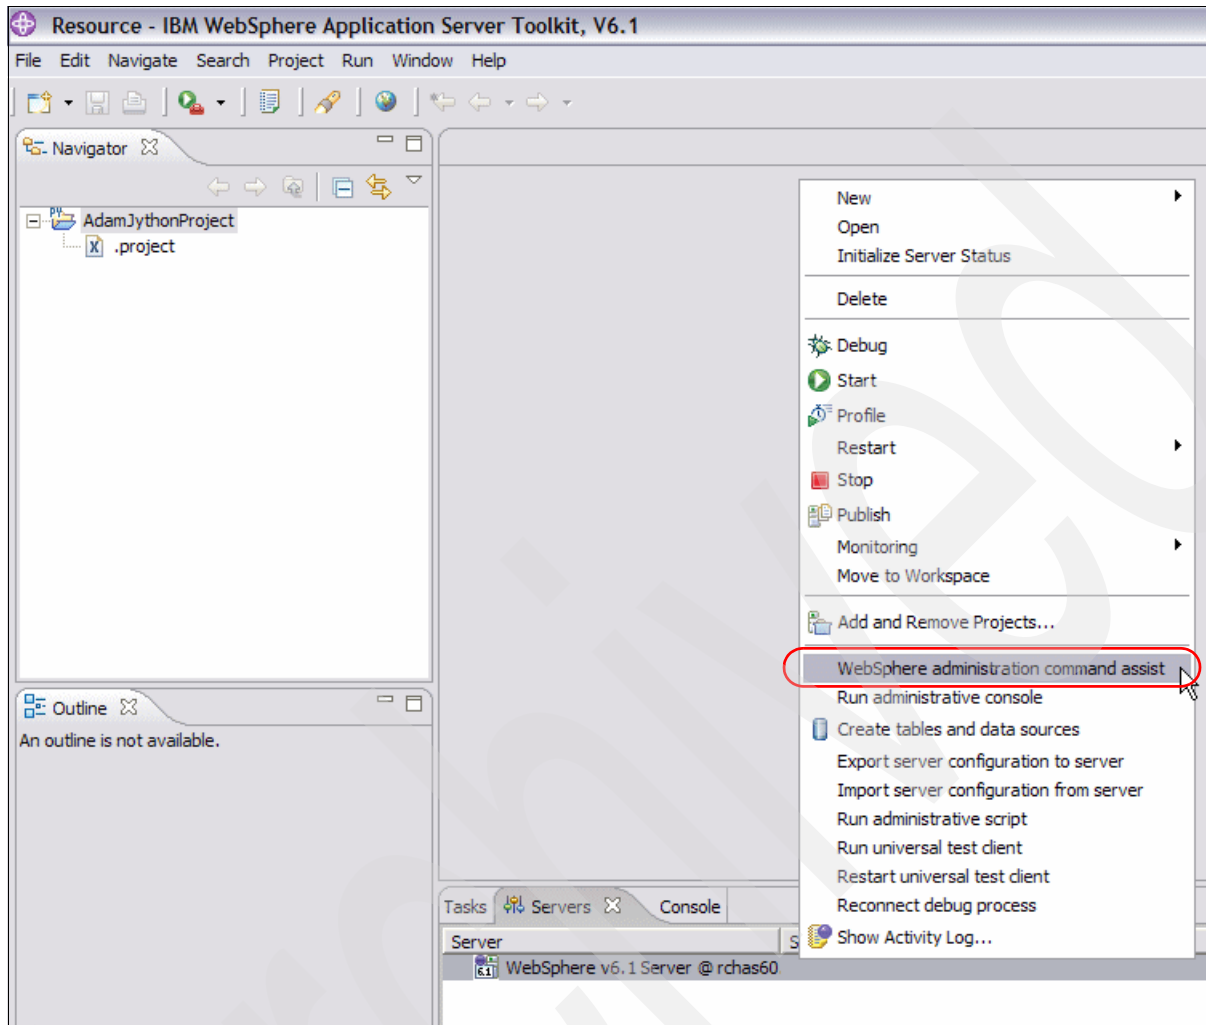 Resource - IBM WebSphere Application Server Toolkit, V6.1
File Edit Navigate Search Project Run Window Help
Navigator
AdamJythonProject
.project
Outline
An outline is not available.
New
Open
Initialize Server Status
Delete
Debug
Start
Profile
Restart
Stop
Publish
Monitoring
Move to Workspace
Add and Remove Projects...
WebSphere administration command assist
Run administrative console
Create tables and data sources
Export server configuration to server
Import server configuration from server
Run administrative script
Run universal test client
Restart universal test client
Reconnect debug process
Show Activity Log...
Tasks Servers Console
Server S
6.1 WebSphere v6.1 Server @ rchas60